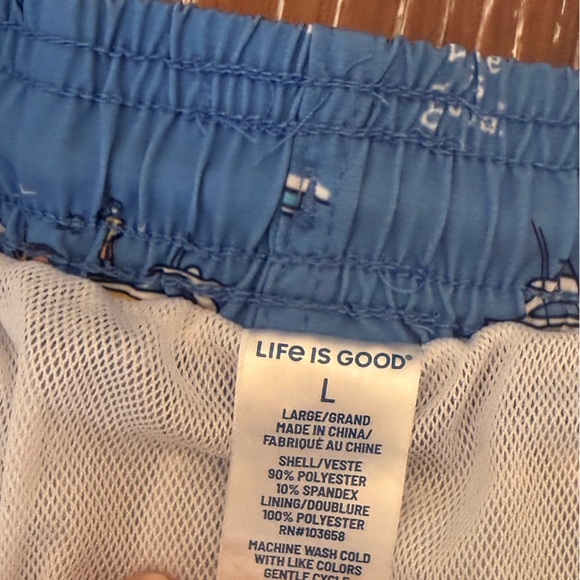 Life is good®
L
LARGE/GRAND
MADE IN CHINA/
FABRIQUÉ AU CHINE
SHELL/VESTE
90% POLYESTER
10% SPANDEX
LINING/DOUBLURE
100% POLYESTER
RN#103658
MACHINE WASH COLD
WITH LIKE COLORS
GENTLE CYCLE